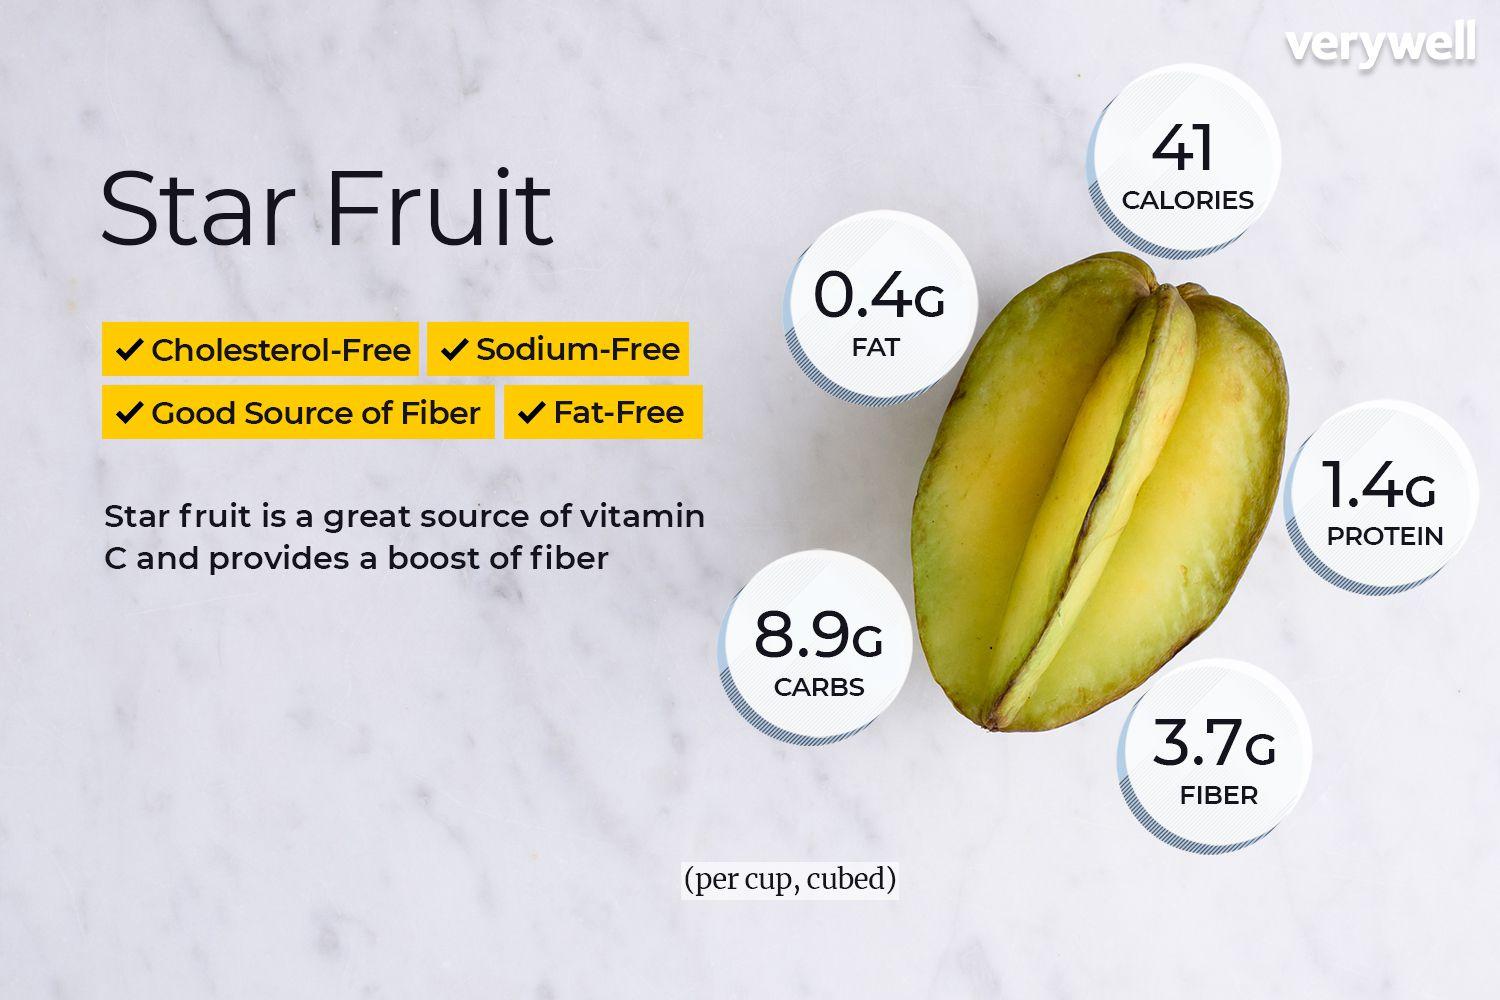 verywell
Star Fruit
✓ Cholesterol-Free
✓ Sodium-Free
✓ Good Source of Fiber
✓ Fat-Free
Star fruit is a great source of vitamin
C and provides a boost of fiber
41
CALORIES
0.4G
FAT
1.4G
PROTEIN
8.9G
CARBS
3.7G
FIBER
(per cup, cubed)